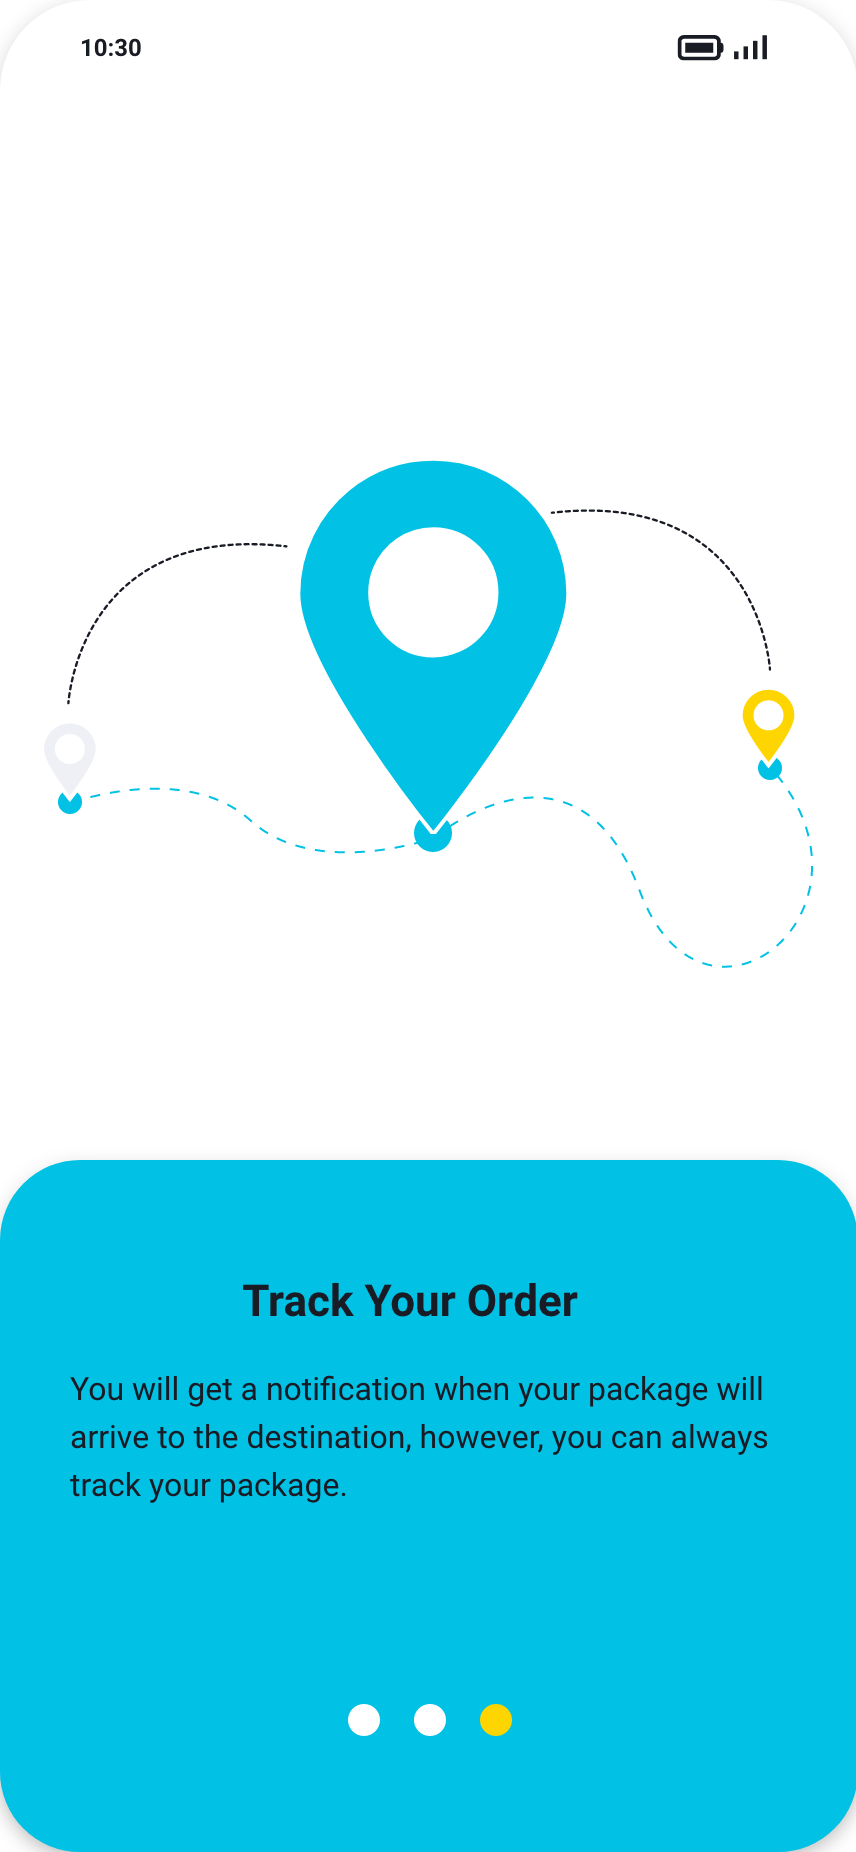 10:30
Track Your Order
You will get a notification when your package will
arrive to the destination, however, you can always
track your package.